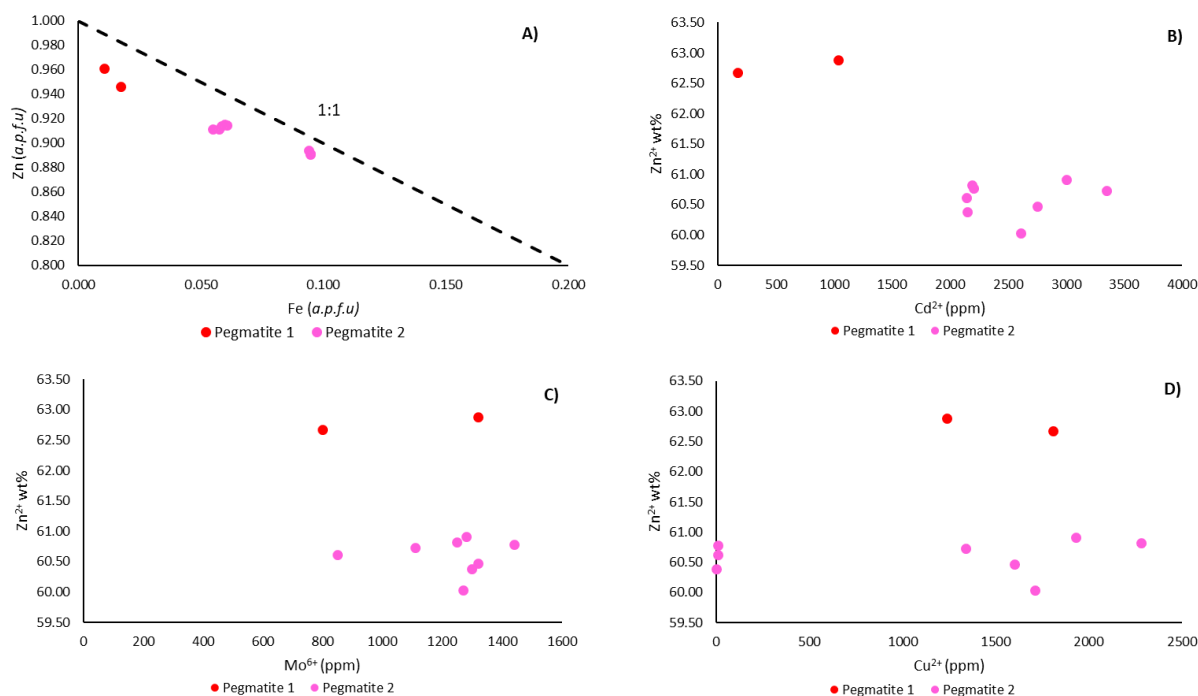 A)
Zn (a.p.f.u)
1.000
0.980
0.960
0.940
0.920
0.900
0.880
0.860
0.840
0.820
0.800
1:1
0.000 0.050 0.100 0.150 0.200
Fe (a.p.f.u)
Pegmatite 1 Pegmatite 2
B)
Zn²⁺ wt%
63.50
63.00
62.50
62.00
61.50
61.00
60.50
60.00
59.50
0 500 1000 1500 2000 2500 3000 3500 4000
Cd²⁺ (ppm)
Pegmatite 1 Pegmatite 2
C)
Zn²⁺ wt%
63.50
63.00
62.50
62.00
61.50
61.00
60.50
60.00
59.50
0 200 400 600 800 1000 1200 1400 1600
Mo⁶⁺ (ppm)
Pegmatite 1 Pegmatite 2
D)
Zn²⁺ wt%
63.50
63.00
62.50
62.00
61.50
61.00
60.50
60.00
59.50
0 500 1000 1500 2000 2500
Cu²⁺ (ppm)
Pegmatite 1 Pegmatite 2